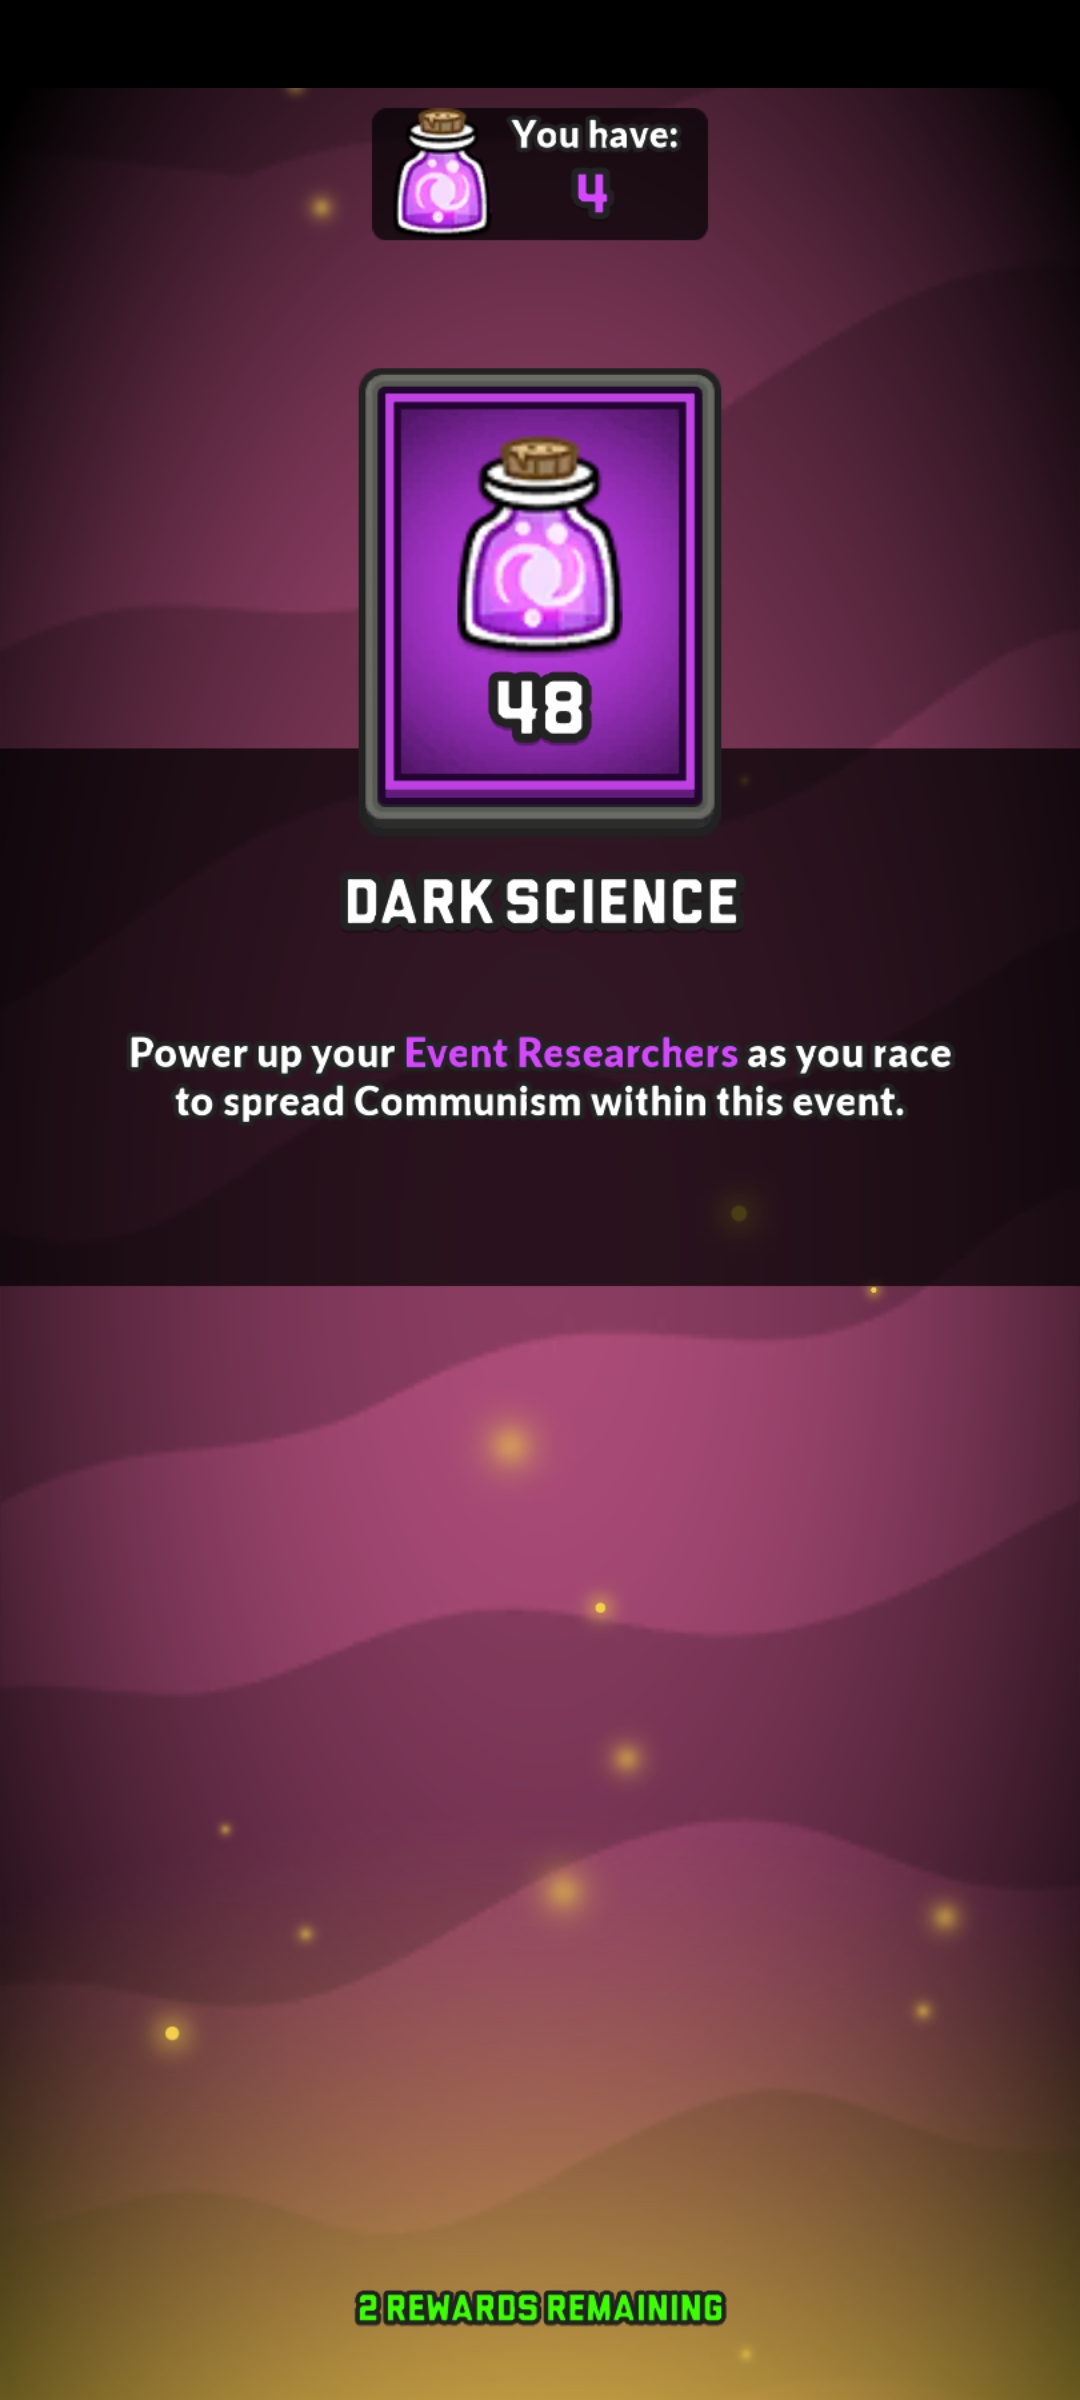 You have:
4
48
DARK SCIENCE
Power up your Event Researchers as you race
to spread Communism within this event.
2 REWARDS REMAINING